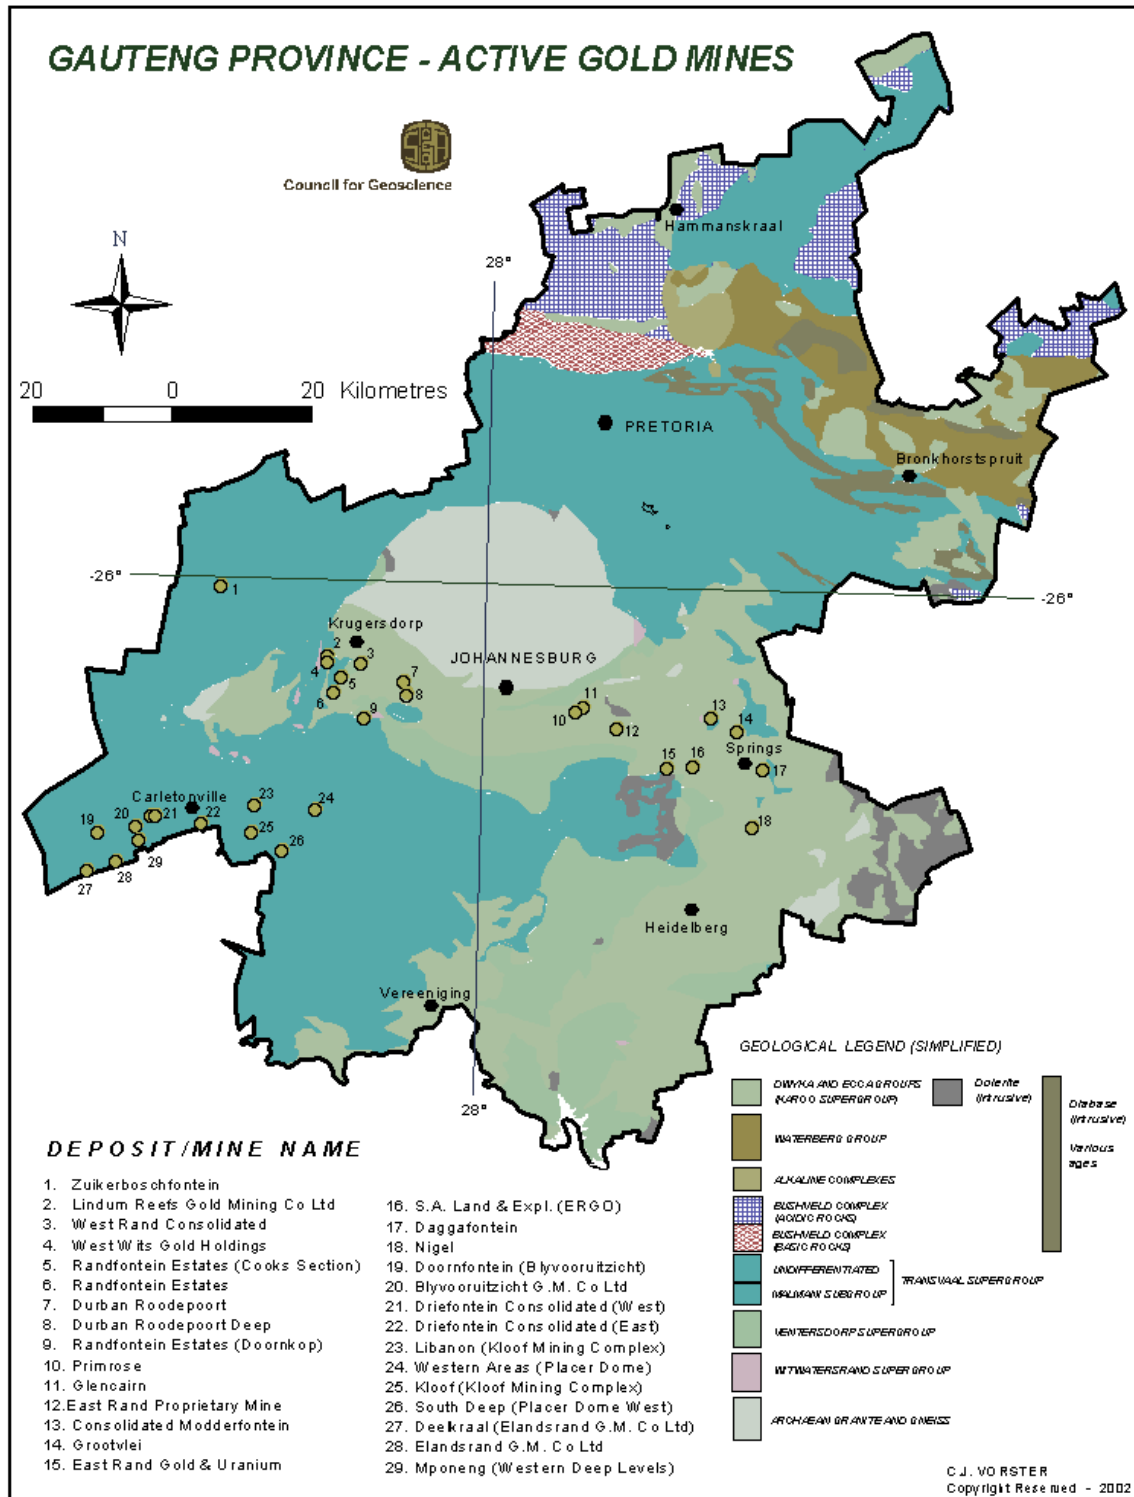 GAUTENG PROVINCE - ACTIVE GOLD MINES
Council for Geoscience
N
28°
20 0 20 Kilometres
Hammanskraal
PRETORIA
Bronkhorstspruit
-26°
-26°
1
Krugersdorp
2
3
4
5
6
7
8
9
JOHANNESBURG
10
11
12
13
14
Springs
15
16
17
18
Carletonville
19
20
21
22
23
24
25
26
27
28
29
Heidelberg
Vereeniging
28°
GEOLOGICAL LEGEND (SIMPLIFIED)
DWYKA AND ECCA GROUPS
(KAROO SUPERGROUP)
Dolerite
(Intrusive)
Diabase
(Intrusive)
Various
ages
WATERBERG GROUP
ALKALINE COMPLEXES
BUSHVELD COMPLEX
(ACIDIC ROCKS)
BUSHVELD COMPLEX
(BASIC ROCKS)
UNDIFFERENTIATED
MALMANI SUBGROUP
TRANSVAAL SUPERGROUP
VENTERSDORP SUPERGROUP
WITWATERSRAND SUPERGROUP
ARCHAEAN GRANITE AND GNEISS
DEPOSIT/MINE NAME
1. Zuikerboschfontein
2. Lindum Reefs Gold Mining Co Ltd
3. West Rand Consolidated
4. West Wits Gold Holdings
5. Randfontein Estates (Cooks Section)
6. Randfontein Estates
7. Durban Roodepoort
8. Durban Roodepoort Deep
9. Randfontein Estates (Doornkop)
10. Primrose
11. Glencairn
12.East Rand Proprietary Mine
13. Consolidated Modderfontein
14. Grootvlei
15. East Rand Gold & Uranium
16. S.A. Land & Expl. (ERGO)
17. Daggafontein
18. Nigel
19. Doornfontein (Blyvooruitzicht)
20. Blyvooruitzicht G.M. Co Ltd
21. Driefontein Consolidated (West)
22. Driefontein Consolidated (East)
23. Libanon (Kloof Mining Complex)
24. Western Areas (Placer Dome)
25. Kloof (Kloof Mining Complex)
26. South Deep (Placer Dome West)
27. Deelkraal (Elandsrand G.M. Co Ltd)
28. Elandsrand G.M. Co Ltd
29. Mponeng (Western Deep Levels)
C.J. VORSTER
Copyright Reserved - 2002